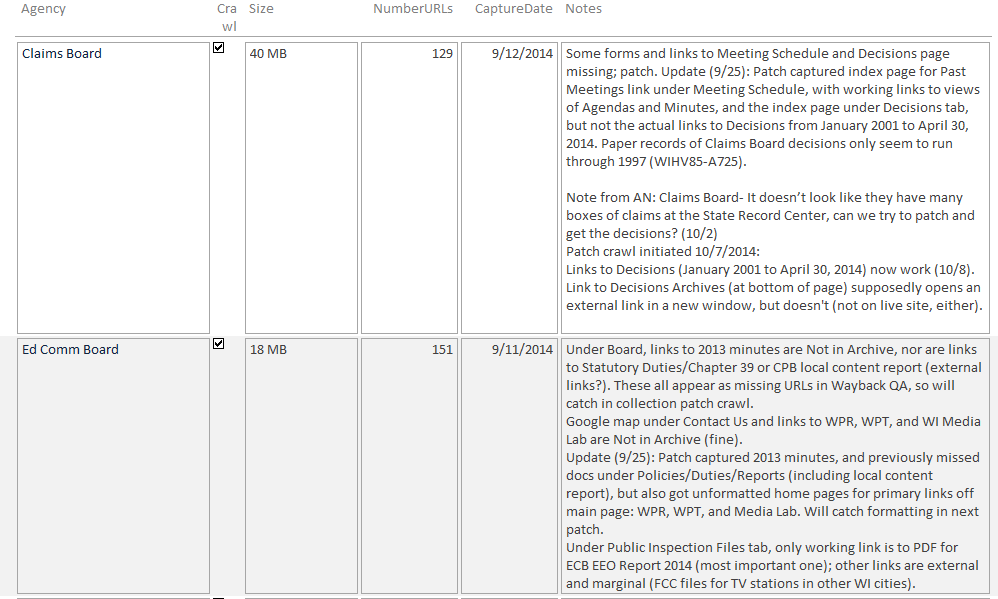 Agency Cra wl Size NumberURLs CaptureDate Notes
Claims Board 40 MB 129 9/12/2014 Some forms and links to Meeting Schedule and Decisions page
missing; patch. Update (9/25): Patch captured index page for Past
Meetings link under Meeting Schedule, with working links to views
of Agendas and Minutes, and the index page under Decisions tab,
but not the actual links to Decisions from January 2001 to April 30,
2014. Paper records of Claims Board decisions only seem to run
through 1997 (WIHV85-A725).
Note from AN: Claims Board- It doesn’t look like they have many
boxes of claims at the State Record Center, can we try to patch and
get the decisions? (10/2)
Patch crawl initiated 10/7/2014:
Links to Decisions (January 2001 to April 30, 2014) now work (10/8).
Link to Decisions Archives (at bottom of page) supposedly opens an
external link in a new window, but doesn't (not on live site, either).
Ed Comm Board 18 MB 151 9/11/2014 Under Board, links to 2013 minutes are Not in Archive, nor are links
to Statutory Duties/Chapter 39 or CPB local content report (external
links?). These all appear as missing URLs in Wayback QA, so will
catch in collection patch crawl.
Google map under Contact Us and links to WPR, WPT, and WI Media
Lab are Not in Archive (fine).
Update (9/25): Patch captured 2013 minutes, and previously missed
docs under Policies/Duties/Reports (including local content
report), but also got unformatted home pages for primary links off
main page: WPR, WPT, and Media Lab. Will catch formatting in next
patch.
Under Public Inspection Files tab, only working link is to PDF for
ECB EEO Report 2014 (most important one); other links are external
and marginal (FCC files for TV stations in other WI cities).